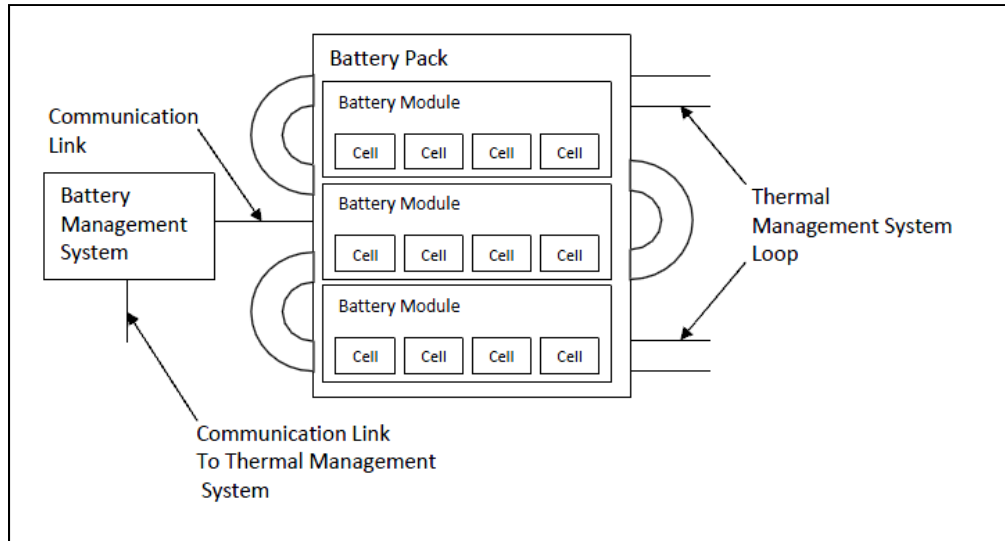 Battery Pack
Battery Module
Cell Cell Cell Cell
Battery Module
Cell Cell Cell Cell
Battery Module
Cell Cell Cell Cell
Communication
Link
Battery
Management
System
Communication Link
To Thermal Management
System
Thermal
Management System
Loop